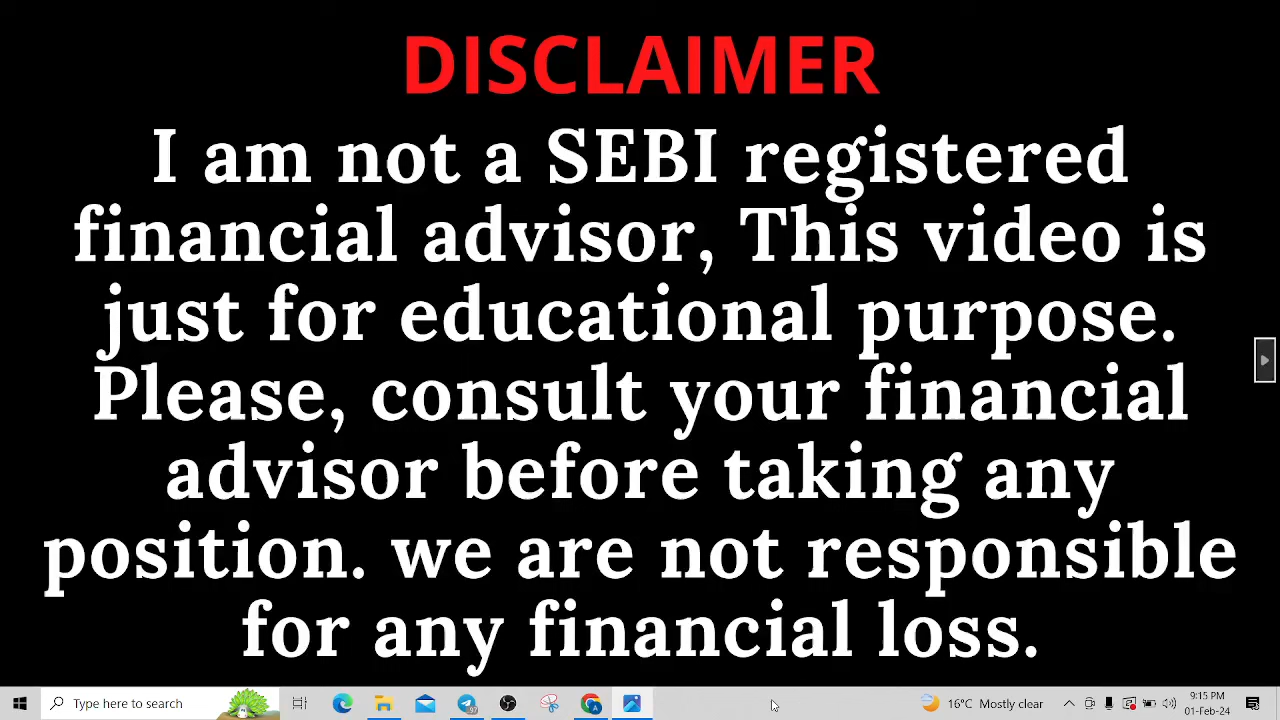 DISCLAIMER
I am not a SEBI registered
financial advisor, This video is
just for educational purpose.
Please, consult your financial
advisor before taking any
position. we are not responsible
for any financial loss.
Type here to search
16°C Mostly clear
9:15 PM
01-Feb-24